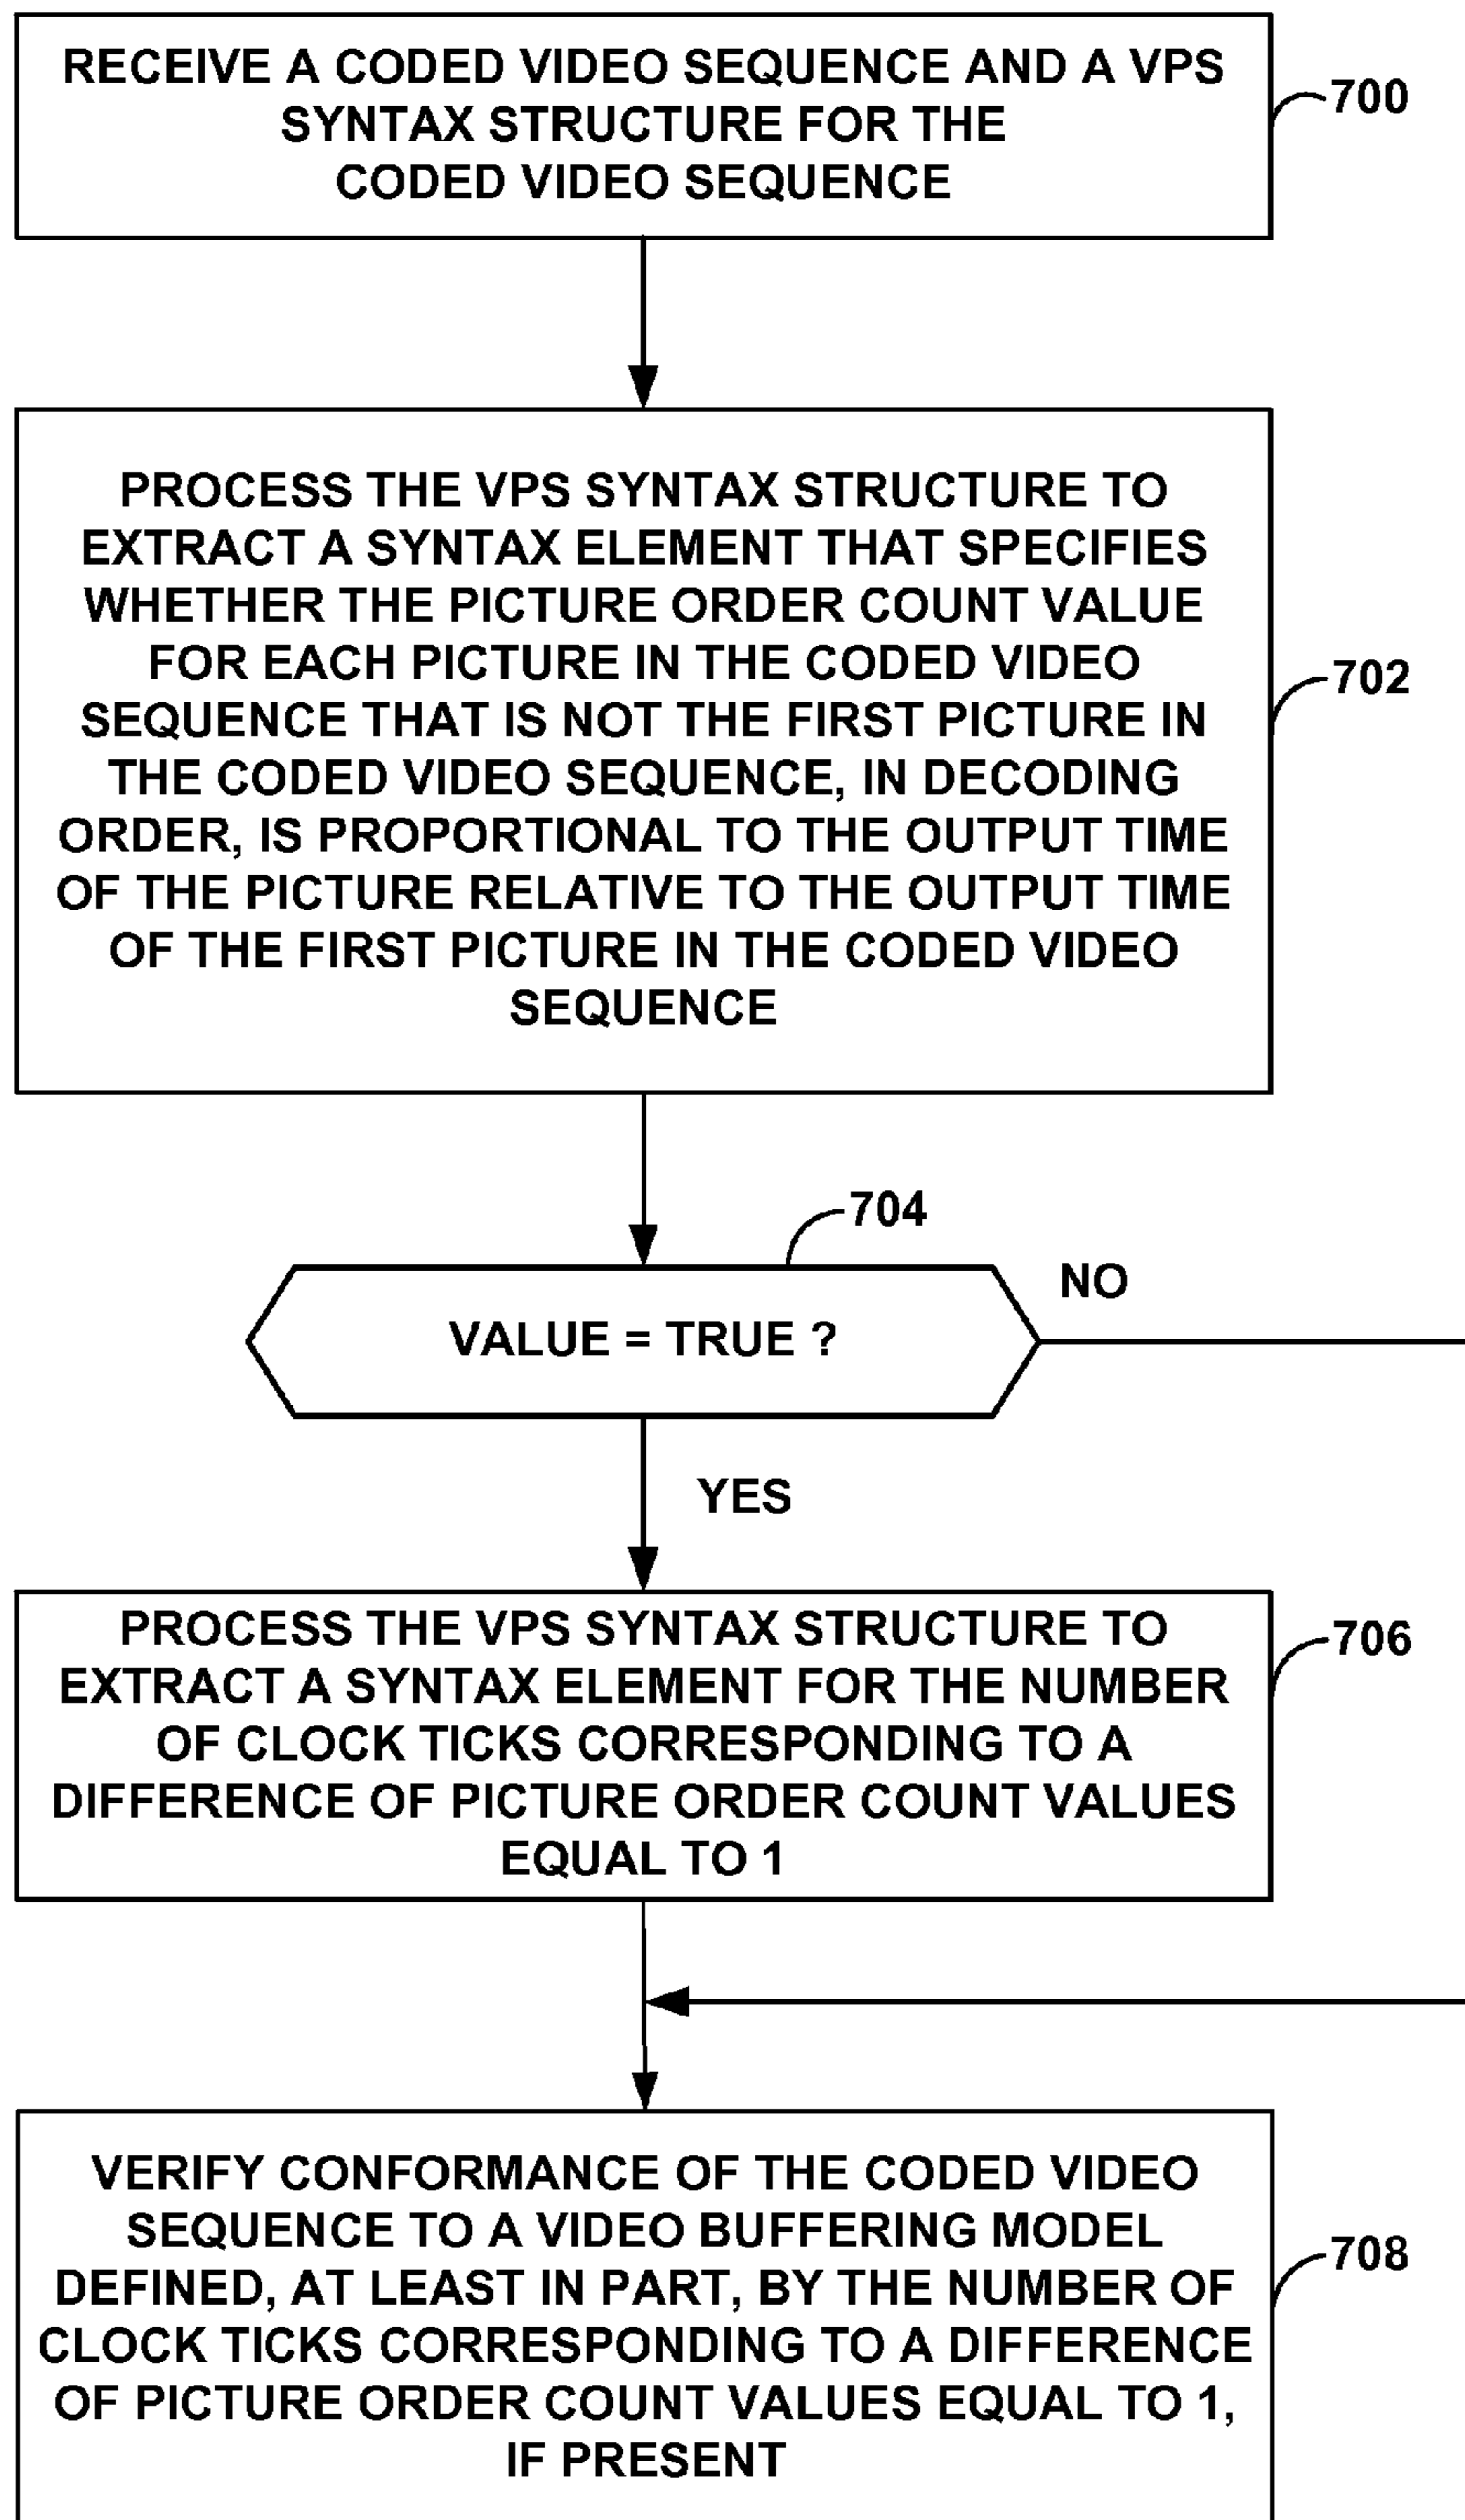 RECEIVE A CODED VIDEO SEQUENCE AND A VPS
SYNTAX STRUCTURE FOR THE
CODED VIDEO SEQUENCE
700
PROCESS THE VPS SYNTAX STRUCTURE TO
EXTRACT A SYNTAX ELEMENT THAT SPECIFIES
WHETHER THE PICTURE ORDER COUNT VALUE
FOR EACH PICTURE IN THE CODED VIDEO
SEQUENCE THAT IS NOT THE FIRST PICTURE IN
THE CODED VIDEO SEQUENCE, IN DECODING
ORDER, IS PROPORTIONAL TO THE OUTPUT TIME
OF THE PICTURE RELATIVE TO THE OUTPUT TIME
OF THE FIRST PICTURE IN THE CODED VIDEO
SEQUENCE
702
704
VALUE = TRUE ?
NO
YES
PROCESS THE VPS SYNTAX STRUCTURE TO
EXTRACT A SYNTAX ELEMENT FOR THE NUMBER
OF CLOCK TICKS CORRESPONDING TO A
DIFFERENCE OF PICTURE ORDER COUNT VALUES
EQUAL TO 1
706
VERIFY CONFORMANCE OF THE CODED VIDEO
SEQUENCE TO A VIDEO BUFFERING MODEL
DEFINED, AT LEAST IN PART, BY THE NUMBER OF
CLOCK TICKS CORRESPONDING TO A DIFFERENCE
OF PICTURE ORDER COUNT VALUES EQUAL TO 1,
IF PRESENT
708